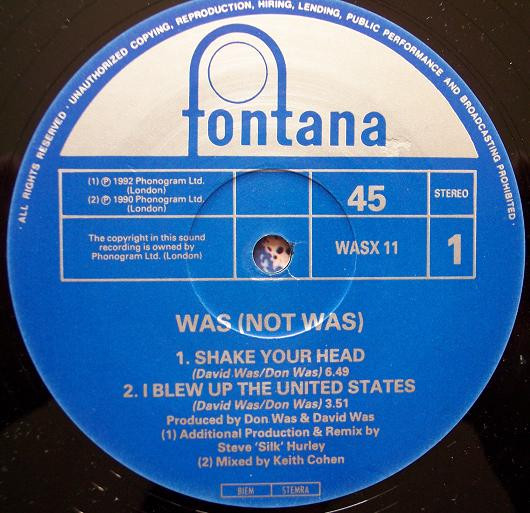 ALL RIGHTS RESERVED · UNAUTHORIZED COPYING, REPRODUCTION, HIRING, LENDING, PUBLIC PERFORMANCE AND BROADCASTING PROHIBITED ·
fontana
(1) ℗ 1992 Phonogram Ltd.
(London)
(2) ℗ 1990 Phonogram Ltd.
(London)
45
STEREO
The copyright in this sound
recording is owned by
Phonogram Ltd. (London)
WASX 11
1
WAS (NOT WAS)
1. SHAKE YOUR HEAD
(David Was/Don Was) 6.49
2. I BLEW UP THE UNITED STATES
(David Was/Don Was) 3.51
Produced by Don Was & David Was
(1) Additional Production & Remix by
Steve 'Silk' Hurley
(2) Mixed by Keith Cohen
BIEM STEMRA